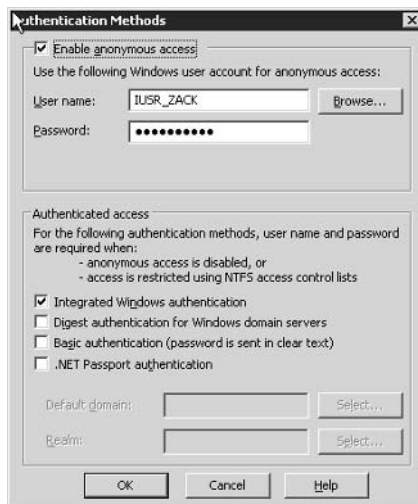 Authentication Methods
Enable anonymous access
Use the following Windows user account for anonymous access:
User name:
IUSR_ZACK
Browse...
Password:
••••••••••
Authenticated access
For the following authentication methods, user name and password
are required when:
- anonymous access is disabled, or
- access is restricted using NTFS access control lists
Integrated Windows authentication
Digest authentication for Windows domain servers
Basic authentication (password is sent in clear text)
.NET Passport authentication
Default domain:
Select...
Realm:
Select...
OK
Cancel
Help